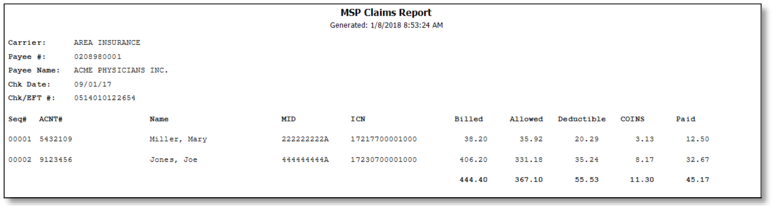 MSP Claims Report
Generated: 1/8/2018 8:53:24 AM
Carrier: AREA INSURANCE
Payee #: 0208980001
Payee Name: ACME PHYSICIANS INC.
Chk Date: 09/01/17
Chk/EFT #: 0514010122654
Seq# ACNT# Name MID ICN Billed Allowed Deductible COINS Paid
00001 5432109 Miller, Mary 222222222A 17217700001000 38.20 35.92 20.29 3.13 12.50
00002 9123456 Jones, Joe 444444444A 17230700001000 406.20 331.18 35.24 8.17 32.67
444.40 367.10 55.53 11.30 45.17